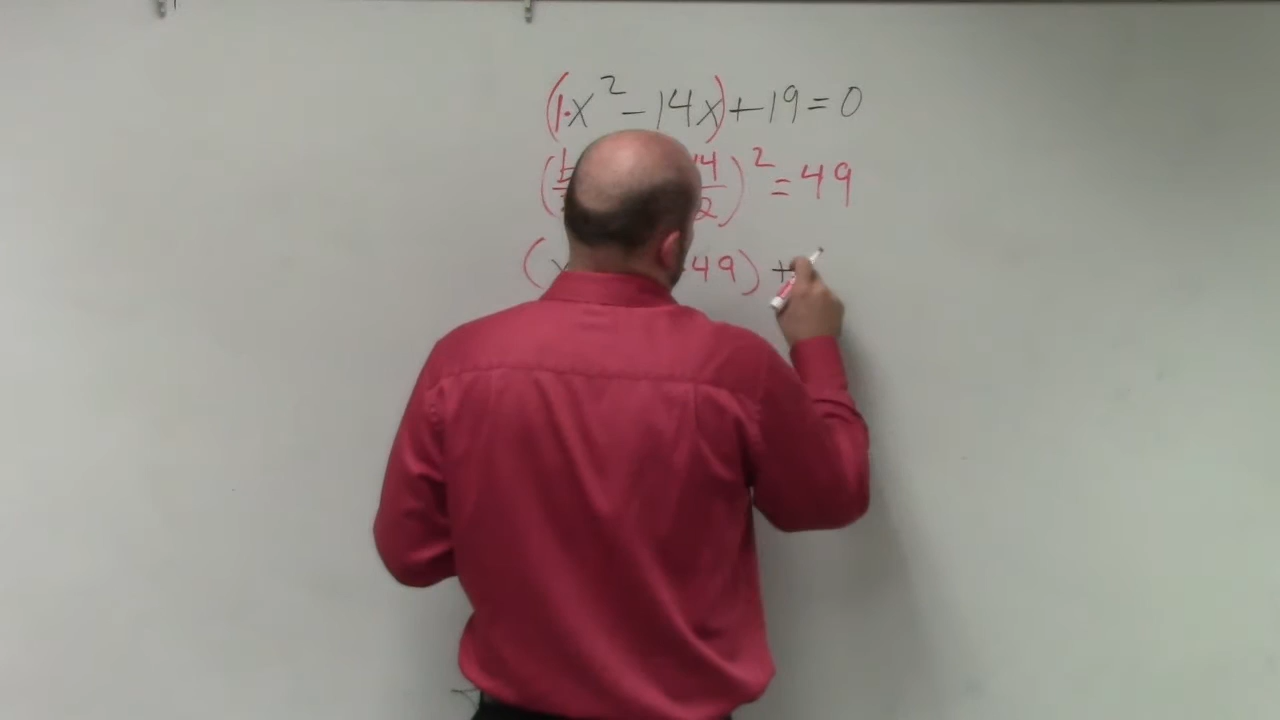 (1·x² - 14x) + 19 = 0
(b 14/2)² = 49
(x 49) +